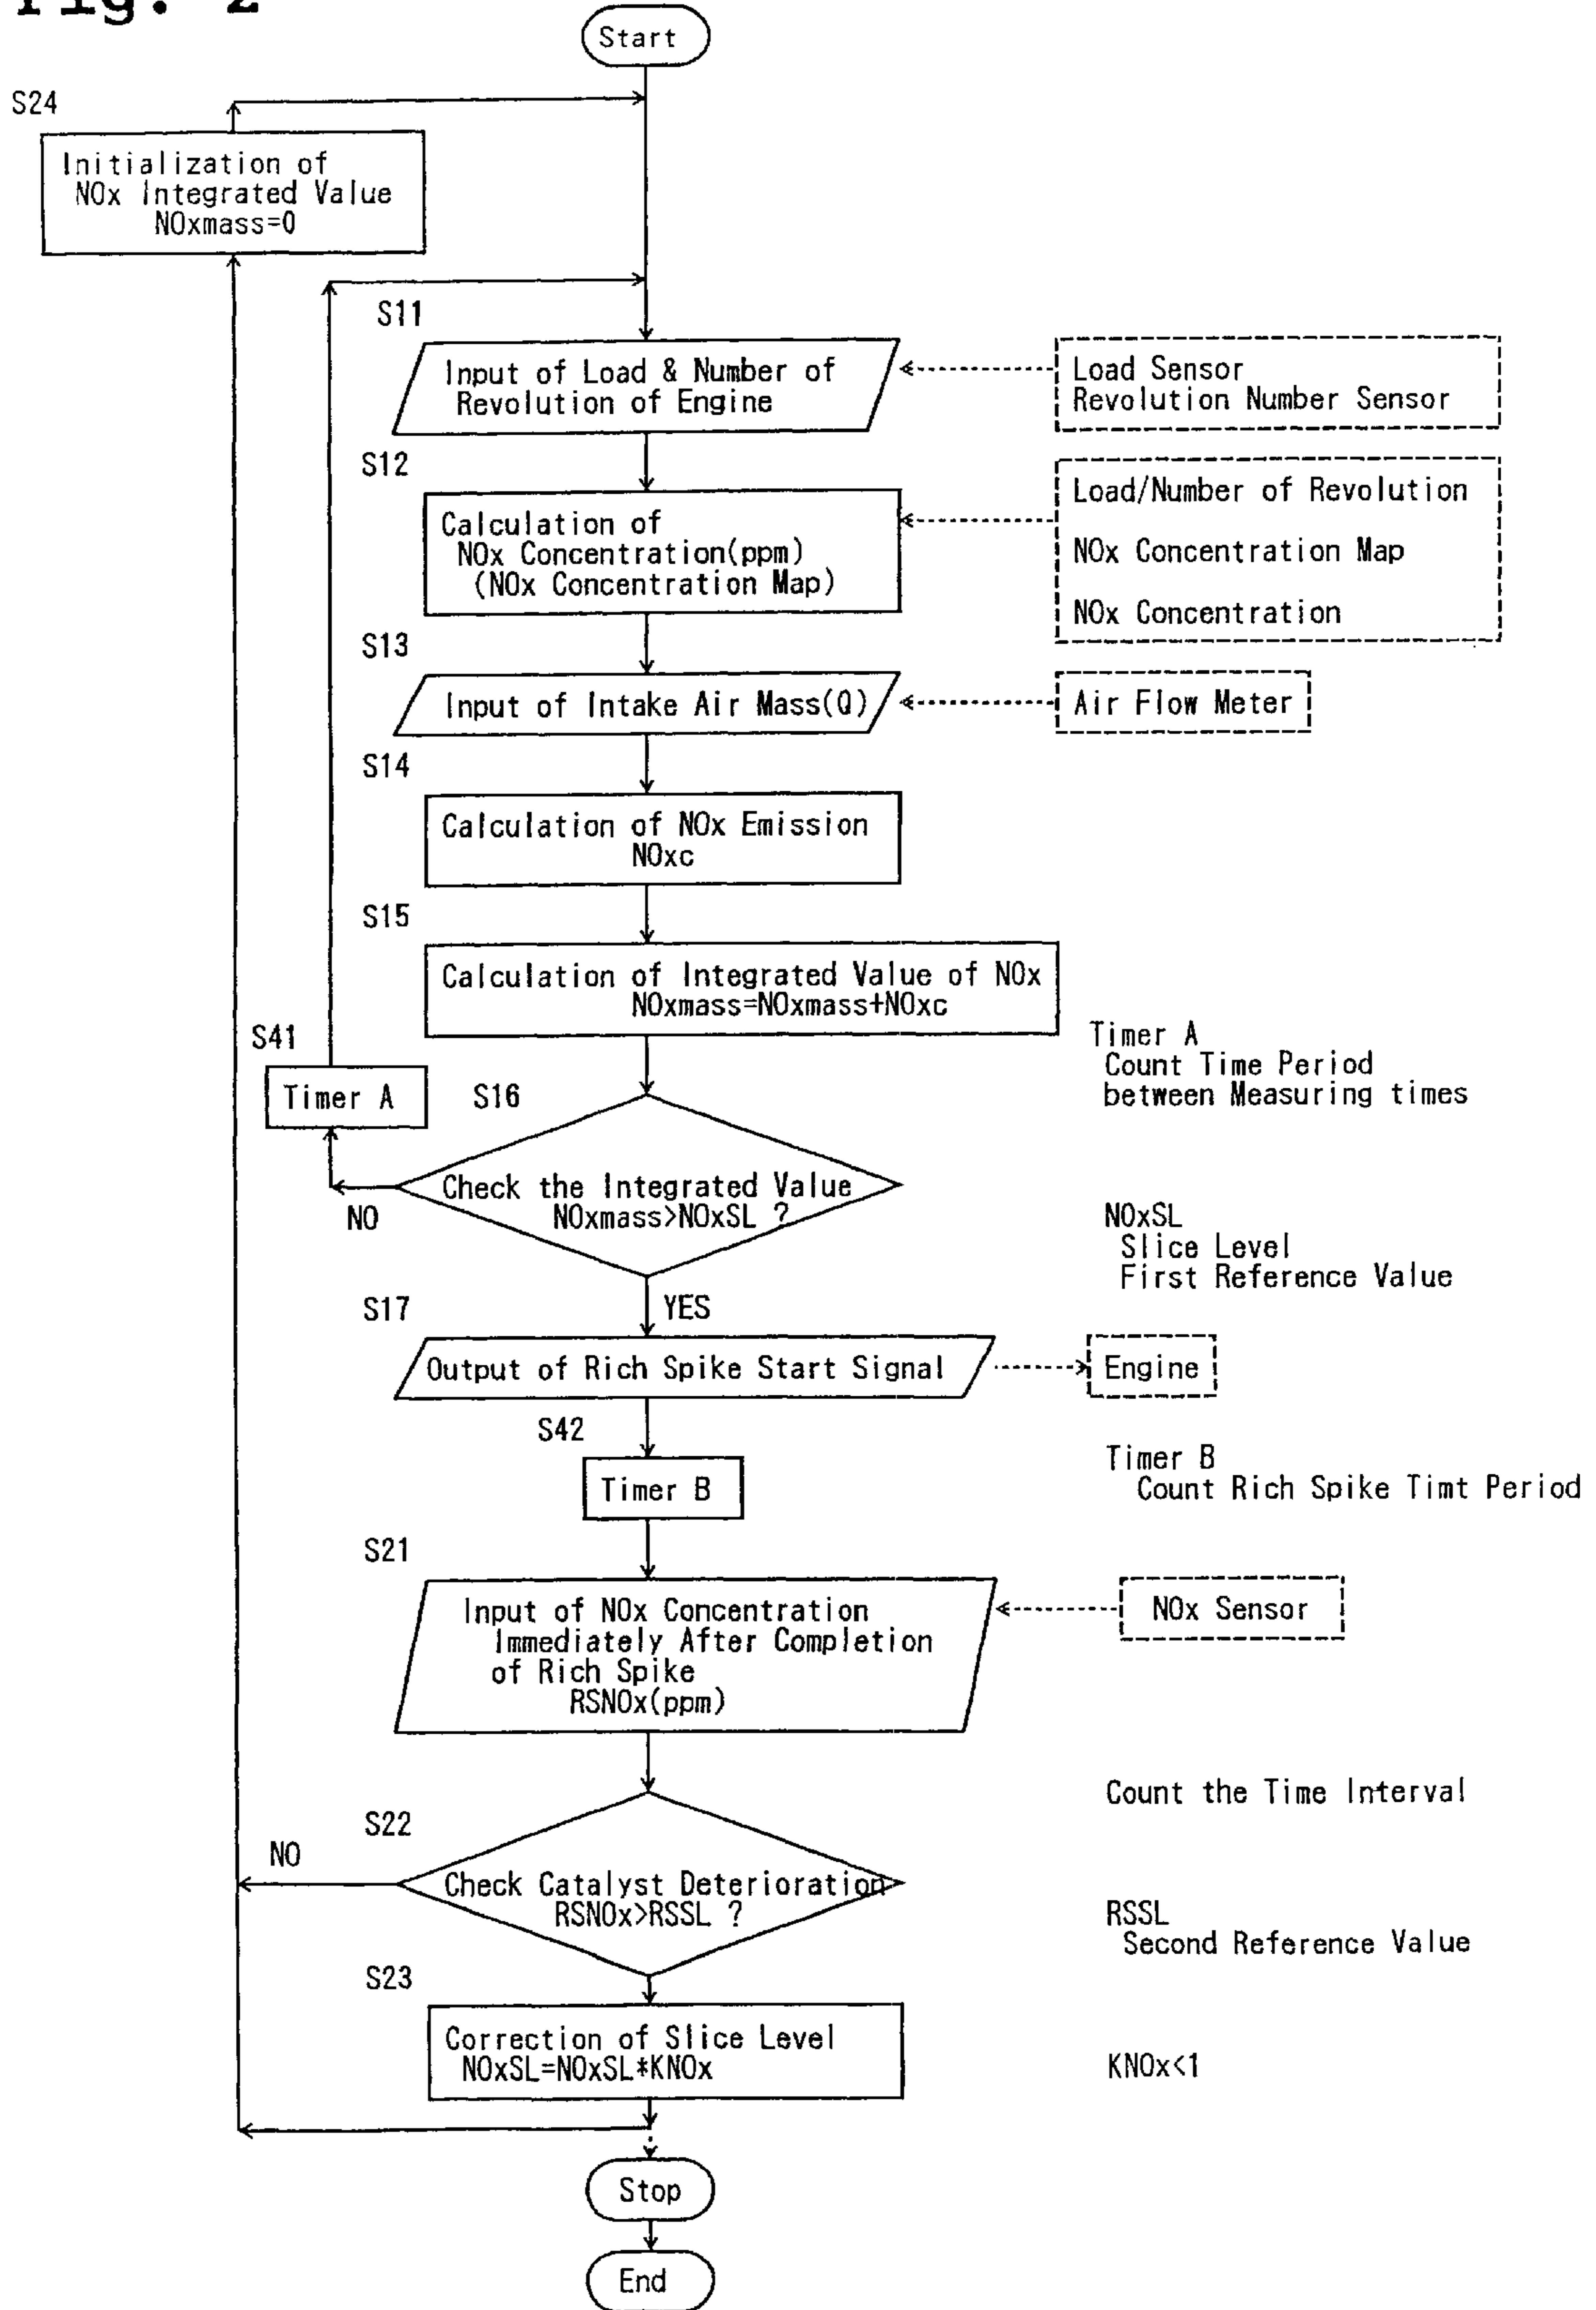 Fig. 2
Start
S24
Initialization of
NOx Integrated Value
NOxmass=0
S11
Input of Load & Number of
Revolution of Engine
Load Sensor
Revolution Number Sensor
S12
Calculation of
NOx Concentration(ppm)
(NOx Concentration Map)
Load/Number of Revolution
NOx Concentration Map
NOx Concentration
S13
Input of Intake Air Mass(Q)
Air Flow Meter
S14
Calculation of NOx Emission
NOxc
S15
Calculation of Integrated Value of NOx
NOxmass=NOxmass+NOxc
S41
Timer A
Timer A
Count Time Period
between Measuring times
S16
Check the Integrated Value
NOxmass>NOxSL ?
NO
NOxSL
Slice Level
First Reference Value
YES
S17
Output of Rich Spike Start Signal
Engine
S42
Timer B
Timer B
Count Rich Spike Timt Period
S21
Input of NOx Concentration
Immediately After Completion
of Rich Spike
RSNOx(ppm)
NOx Sensor
Count the Time Interval
S22
NO
Check Catalyst Deterioration
RSNOx>RSSL ?
RSSL
Second Reference Value
S23
Correction of Slice Level
NOxSL=NOxSL*KNOx
KNOx<1
Stop
End